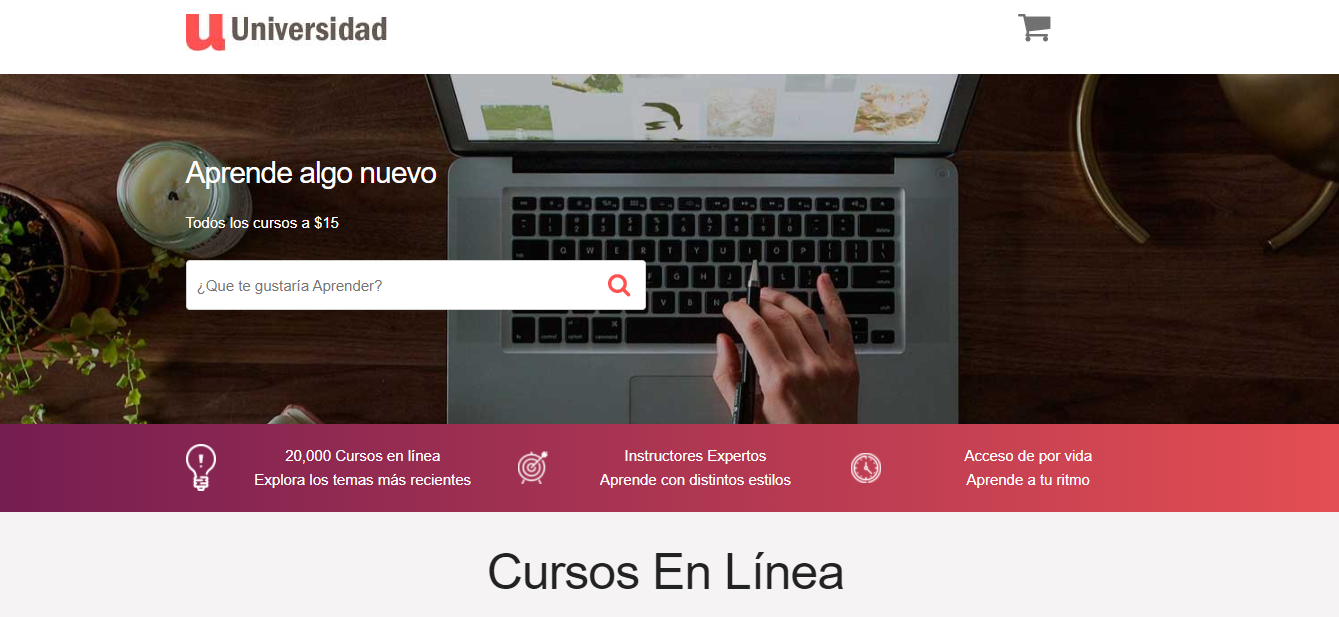 u Universidad
Aprende algo nuevo
Todos los cursos a $15
¿Que te gustaría Aprender?
20,000 Cursos en línea
Explora los temas más recientes
Instructores Expertos
Aprende con distintos estilos
Acceso de por vida
Aprende a tu ritmo
Cursos En Línea